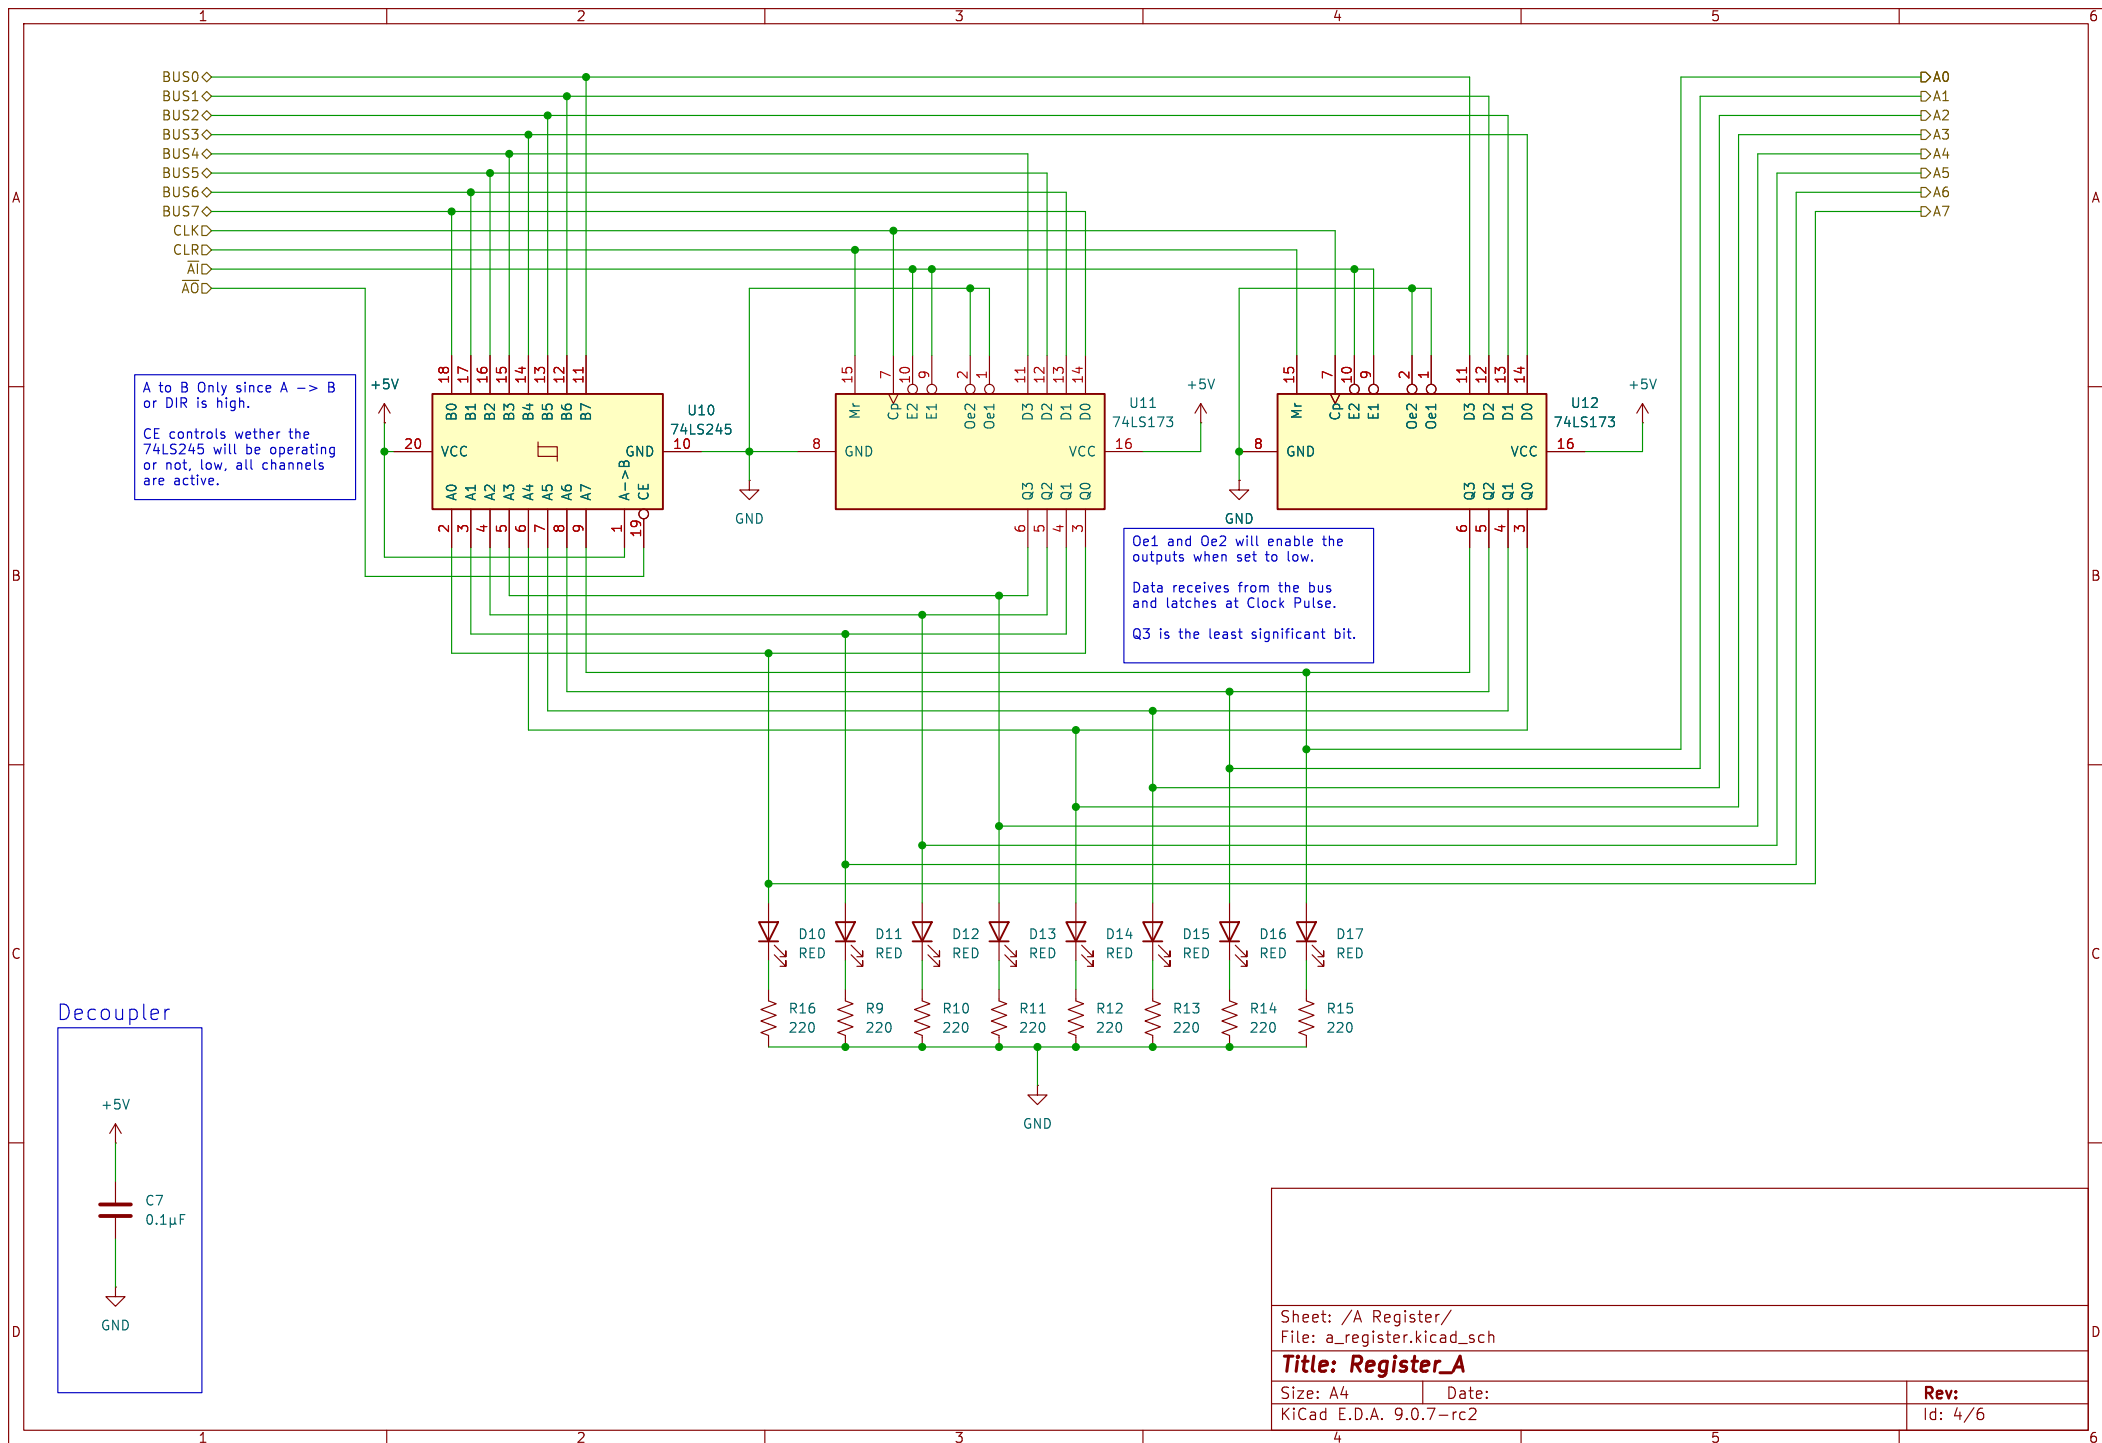 1 2 3 4 5 6
A
B
C
D
BUS0
BUS1
BUS2
BUS3
BUS4
BUS5
BUS6
BUS7
CLK
CLR
AI
AO
A0
A1
A2
A3
A4
A5
A6
A7
A to B Only since A -> B
or DIR is high.
CE controls wether the
74LS245 will be operating
or not, low, all channels
are active.
+5V
18 17 16 15 14 13 12 11
B0 B1 B2 B3 B4 B5 B6 B7
U10
74LS245
20 VCC GND 10
A0 A1 A2 A3 A4 A5 A6 A7 A->B CE
2 3 4 5 6 7 8 9 1 19
GND
15 7 10 9 2 1 11 12 13 14
Mr Cp E2 E1 Oe2 Oe1 D3 D2 D1 D0
U11
74LS173
8 GND VCC 16
Q3 Q2 Q1 Q0
6 5 4 3
+5V
GND
15 7 10 9 2 1 11 12 13 14
Mr Cp E2 E1 Oe2 Oe1 D3 D2 D1 D0
U12
74LS173
8 GND VCC 16
Q3 Q2 Q1 Q0
6 5 4 3
+5V
Oe1 and Oe2 will enable the
outputs when set to low.
Data receives from the bus
and latches at Clock Pulse.
Q3 is the least significant bit.
D10 D11 D12 D13 D14 D15 D16 D17
RED RED RED RED RED RED RED RED
R16 R9 R10 R11 R12 R13 R14 R15
220 220 220 220 220 220 220 220
GND
Decoupler
+5V
C7
0.1µF
GND
Sheet: /A Register/
File: a_register.kicad_sch
Title: Register_A
Size: A4 Date: Rev:
KiCad E.D.A. 9.0.7-rc2 Id: 4/6
A
B
C
D
1 2 3 4 5 6